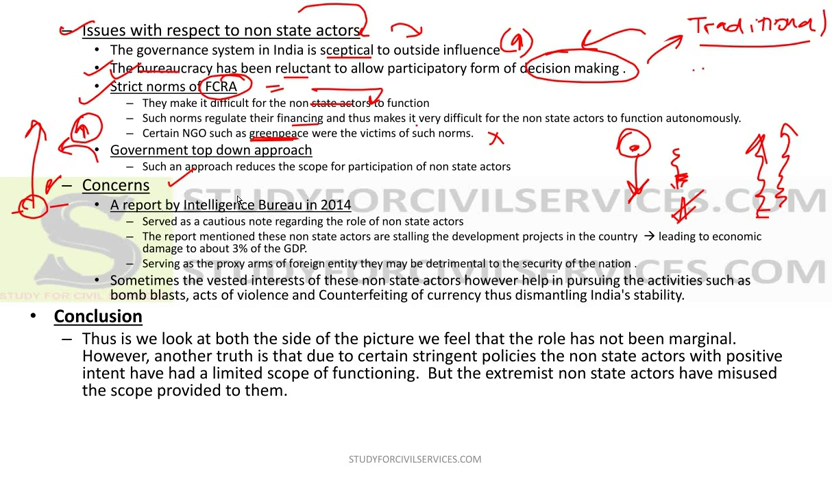 – Issues with respect to non state actors
• The governance system in India is sceptical to outside influence
• The bureaucracy has been reluctant to allow participatory form of decision making .
Traditional
• Strict norms of FCRA
– They make it difficult for the non state actors to function
– Such norms regulate their financing and thus makes it very difficult for the non state actors to function autonomously.
– Certain NGO such as greenpeace were the victims of such norms.
• Government top down approach
– Such an approach reduces the scope for participation of non state actors
– Concerns
STUDYFORCIVILSERVICES.COM
• A report by Intelligence Bureau in 2014
– Served as a cautious note regarding the role of non state actors
– The report mentioned these non state actors are stalling the development projects in the country → leading to economic
damage to about 3% of the GDP.
– Serving as the proxy arms of foreign entity they may be detrimental to the security of the nation .
STUDYFORCIVILSERVICES.COM
• Sometimes the vested interests of these non state actors however help in pursuing the activities such as
bomb blasts, acts of violence and Counterfeiting of currency thus dismantling India's stability.
STUDY FOR CIVIL
• Conclusion
– Thus is we look at both the side of the picture we feel that the role has not been marginal.
However, another truth is that due to certain stringent policies the non state actors with positive
intent have had a limited scope of functioning. But the extremist non state actors have misused
the scope provided to them.
STUDYFORCIVILSERVICES.COM